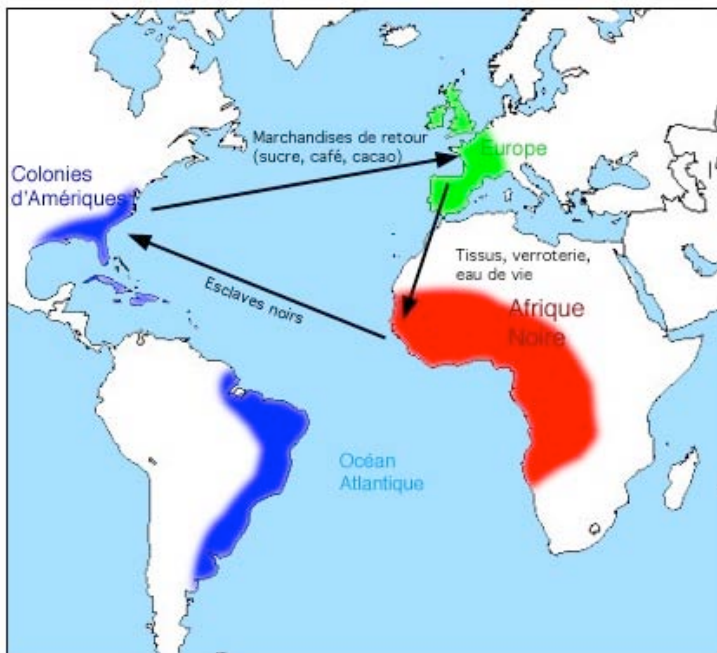 Marchandises de retour
(sucre, café, cacao)
Europe
Colonies
d'Amériques
Tissus, verroterie,
eau de vie
Esclaves noirs
Afrique
Noire
Océan
Atlantique